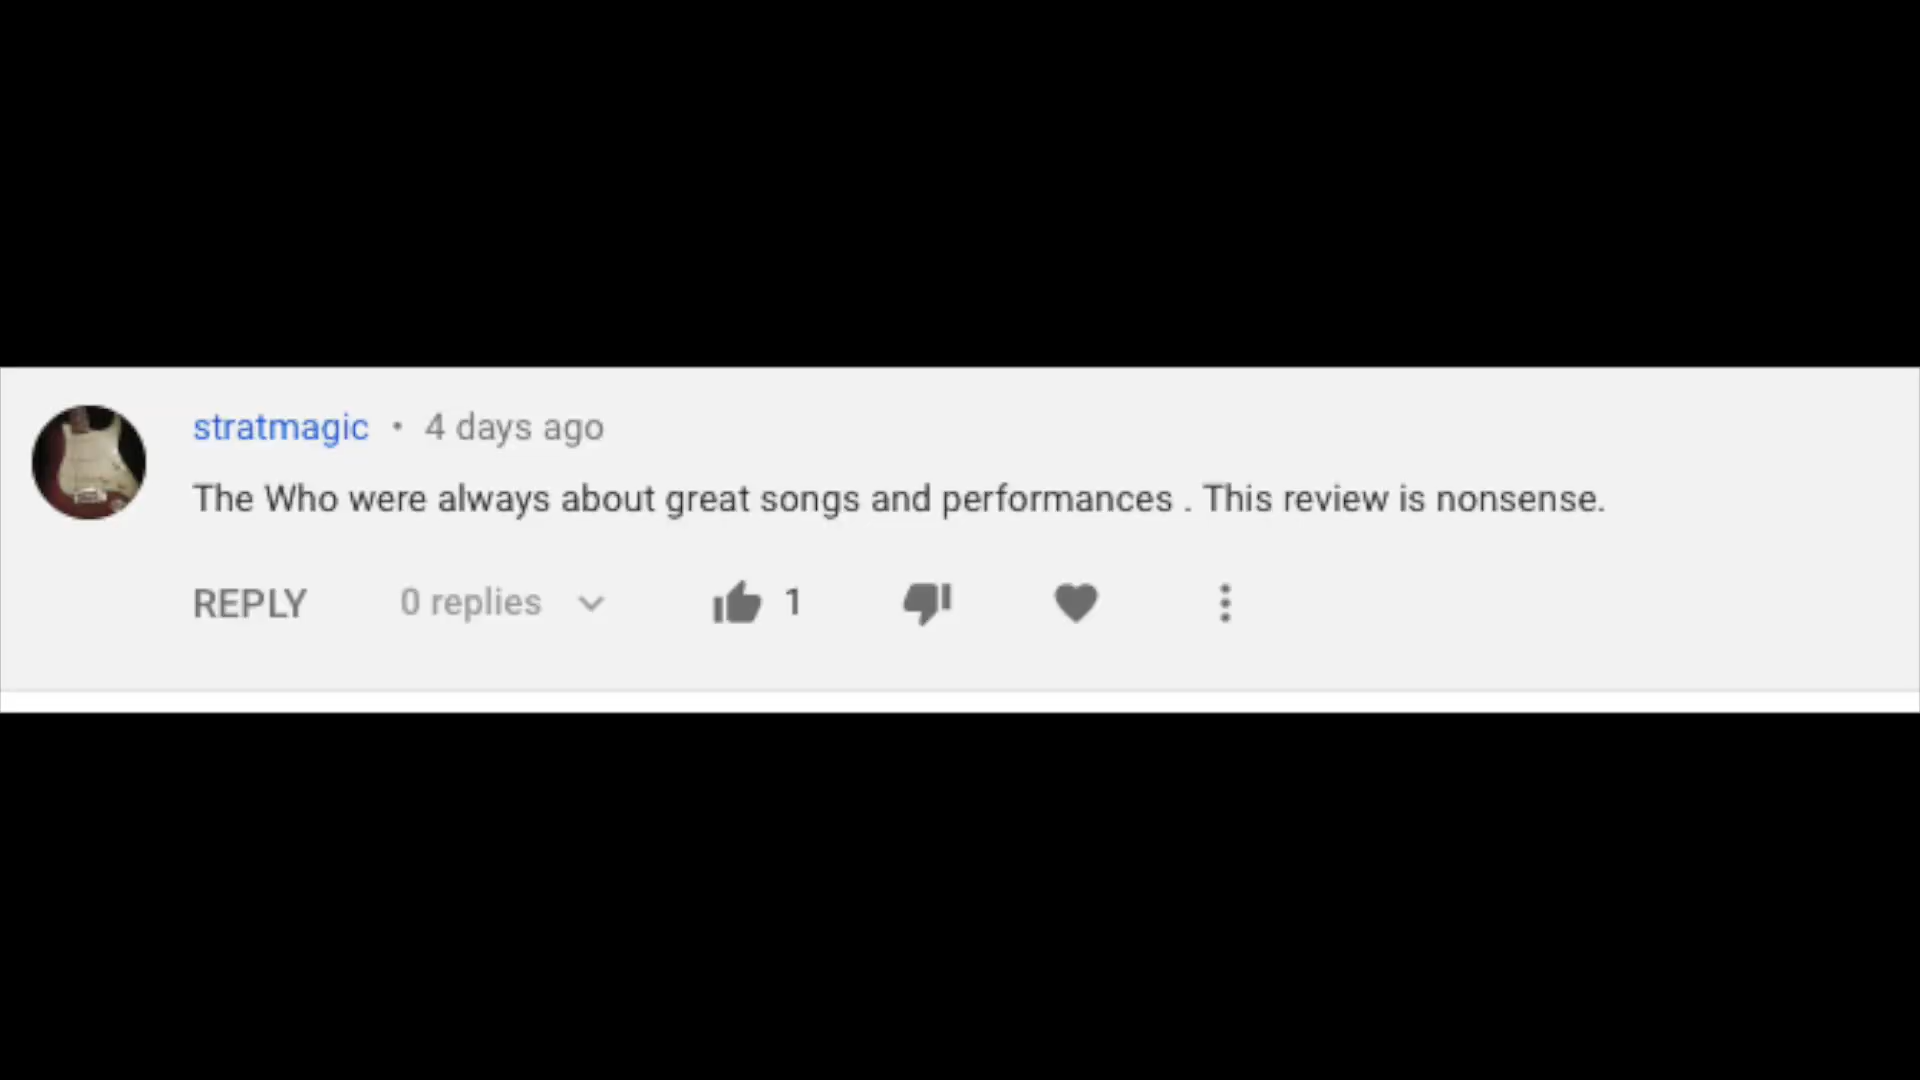 stratmagic • 4 days ago
The Who were always about great songs and performances . This review is nonsense.
REPLY 0 replies 1